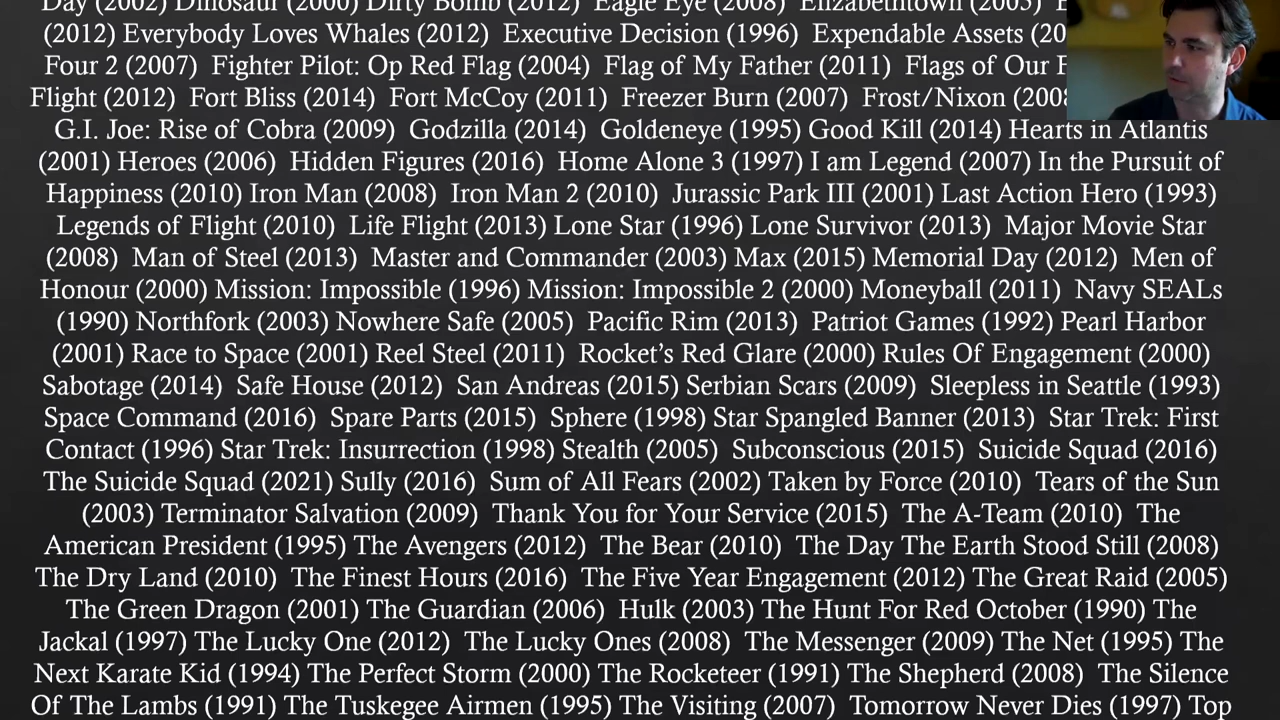 Day (2002) Dinosaur (2000) Dirty Bomb (2012) Eagle Eye (2008) Elizabethtown (2005)
(2012) Everybody Loves Whales (2012) Executive Decision (1996) Expendable Assets (20
Four 2 (2007) Fighter Pilot: Op Red Flag (2004) Flag of My Father (2011) Flags of Our
Flight (2012) Fort Bliss (2014) Fort McCoy (2011) Freezer Burn (2007) Frost/Nixon (2008
G.I. Joe: Rise of Cobra (2009) Godzilla (2014) Goldeneye (1995) Good Kill (2014) Hearts in Atlantis
(2001) Heroes (2006) Hidden Figures (2016) Home Alone 3 (1997) I am Legend (2007) In the Pursuit of
Happiness (2010) Iron Man (2008) Iron Man 2 (2010) Jurassic Park III (2001) Last Action Hero (1993)
Legends of Flight (2010) Life Flight (2013) Lone Star (1996) Lone Survivor (2013) Major Movie Star
(2008) Man of Steel (2013) Master and Commander (2003) Max (2015) Memorial Day (2012) Men of
Honour (2000) Mission: Impossible (1996) Mission: Impossible 2 (2000) Moneyball (2011) Navy SEALs
(1990) Northfork (2003) Nowhere Safe (2005) Pacific Rim (2013) Patriot Games (1992) Pearl Harbor
(2001) Race to Space (2001) Reel Steel (2011) Rocket's Red Glare (2000) Rules Of Engagement (2000)
Sabotage (2014) Safe House (2012) San Andreas (2015) Serbian Scars (2009) Sleepless in Seattle (1993)
Space Command (2016) Spare Parts (2015) Sphere (1998) Star Spangled Banner (2013) Star Trek: First
Contact (1996) Star Trek: Insurrection (1998) Stealth (2005) Subconscious (2015) Suicide Squad (2016)
The Suicide Squad (2021) Sully (2016) Sum of All Fears (2002) Taken by Force (2010) Tears of the Sun
(2003) Terminator Salvation (2009) Thank You for Your Service (2015) The A-Team (2010) The
American President (1995) The Avengers (2012) The Bear (2010) The Day The Earth Stood Still (2008)
The Dry Land (2010) The Finest Hours (2016) The Five Year Engagement (2012) The Great Raid (2005)
The Green Dragon (2001) The Guardian (2006) Hulk (2003) The Hunt For Red October (1990) The
Jackal (1997) The Lucky One (2012) The Lucky Ones (2008) The Messenger (2009) The Net (1995) The
Next Karate Kid (1994) The Perfect Storm (2000) The Rocketeer (1991) The Shepherd (2008) The Silence
Of The Lambs (1991) The Tuskegee Airmen (1995) The Visiting (2007) Tomorrow Never Dies (1997) Top